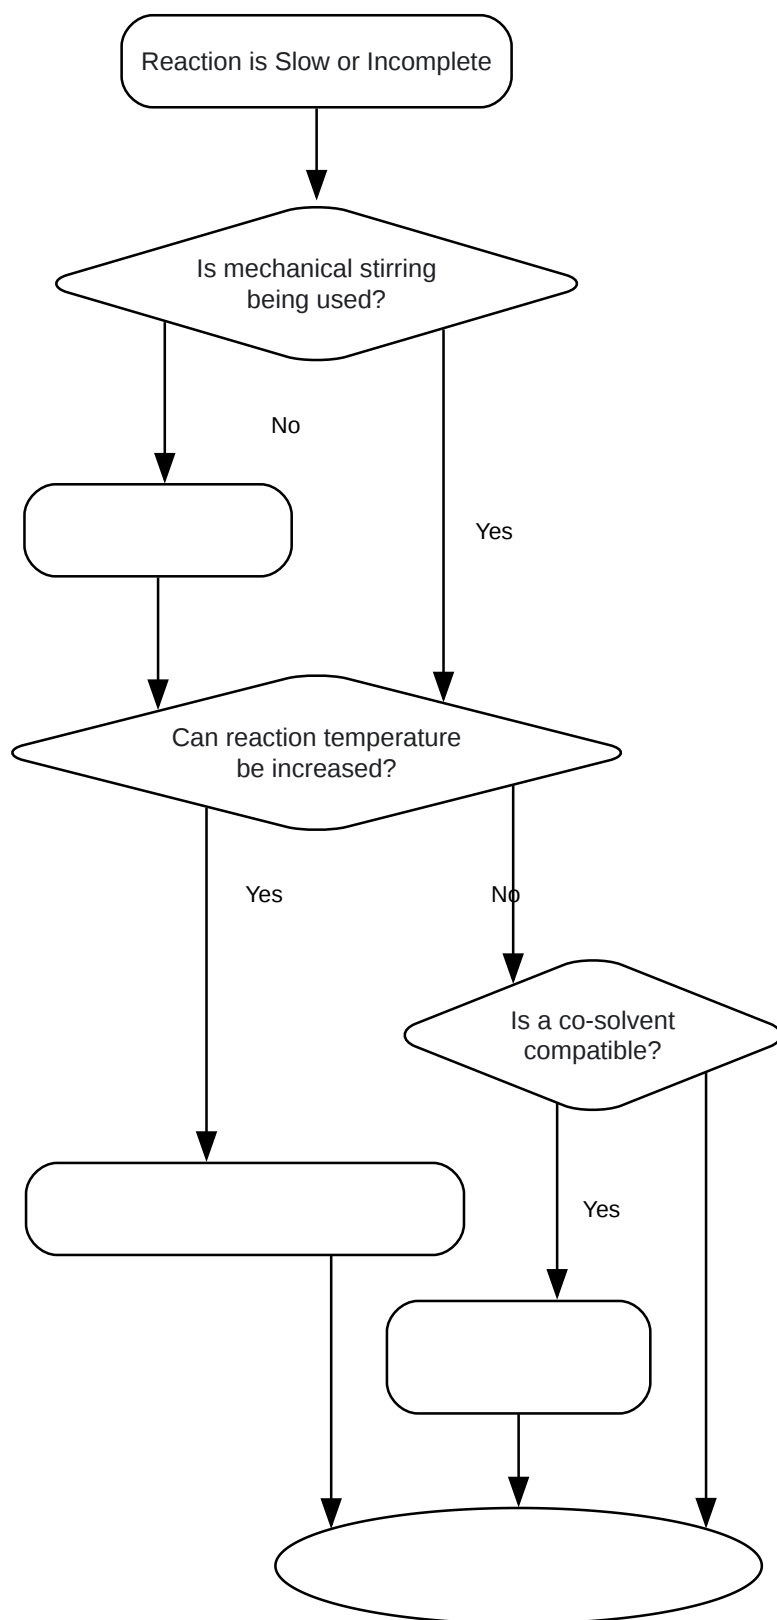 Reaction is Slow or Incomplete
Is mechanical stirring
being used?
No
Yes
Can reaction temperature
be increased?
Yes
No
Is a co-solvent
compatible?
Yes